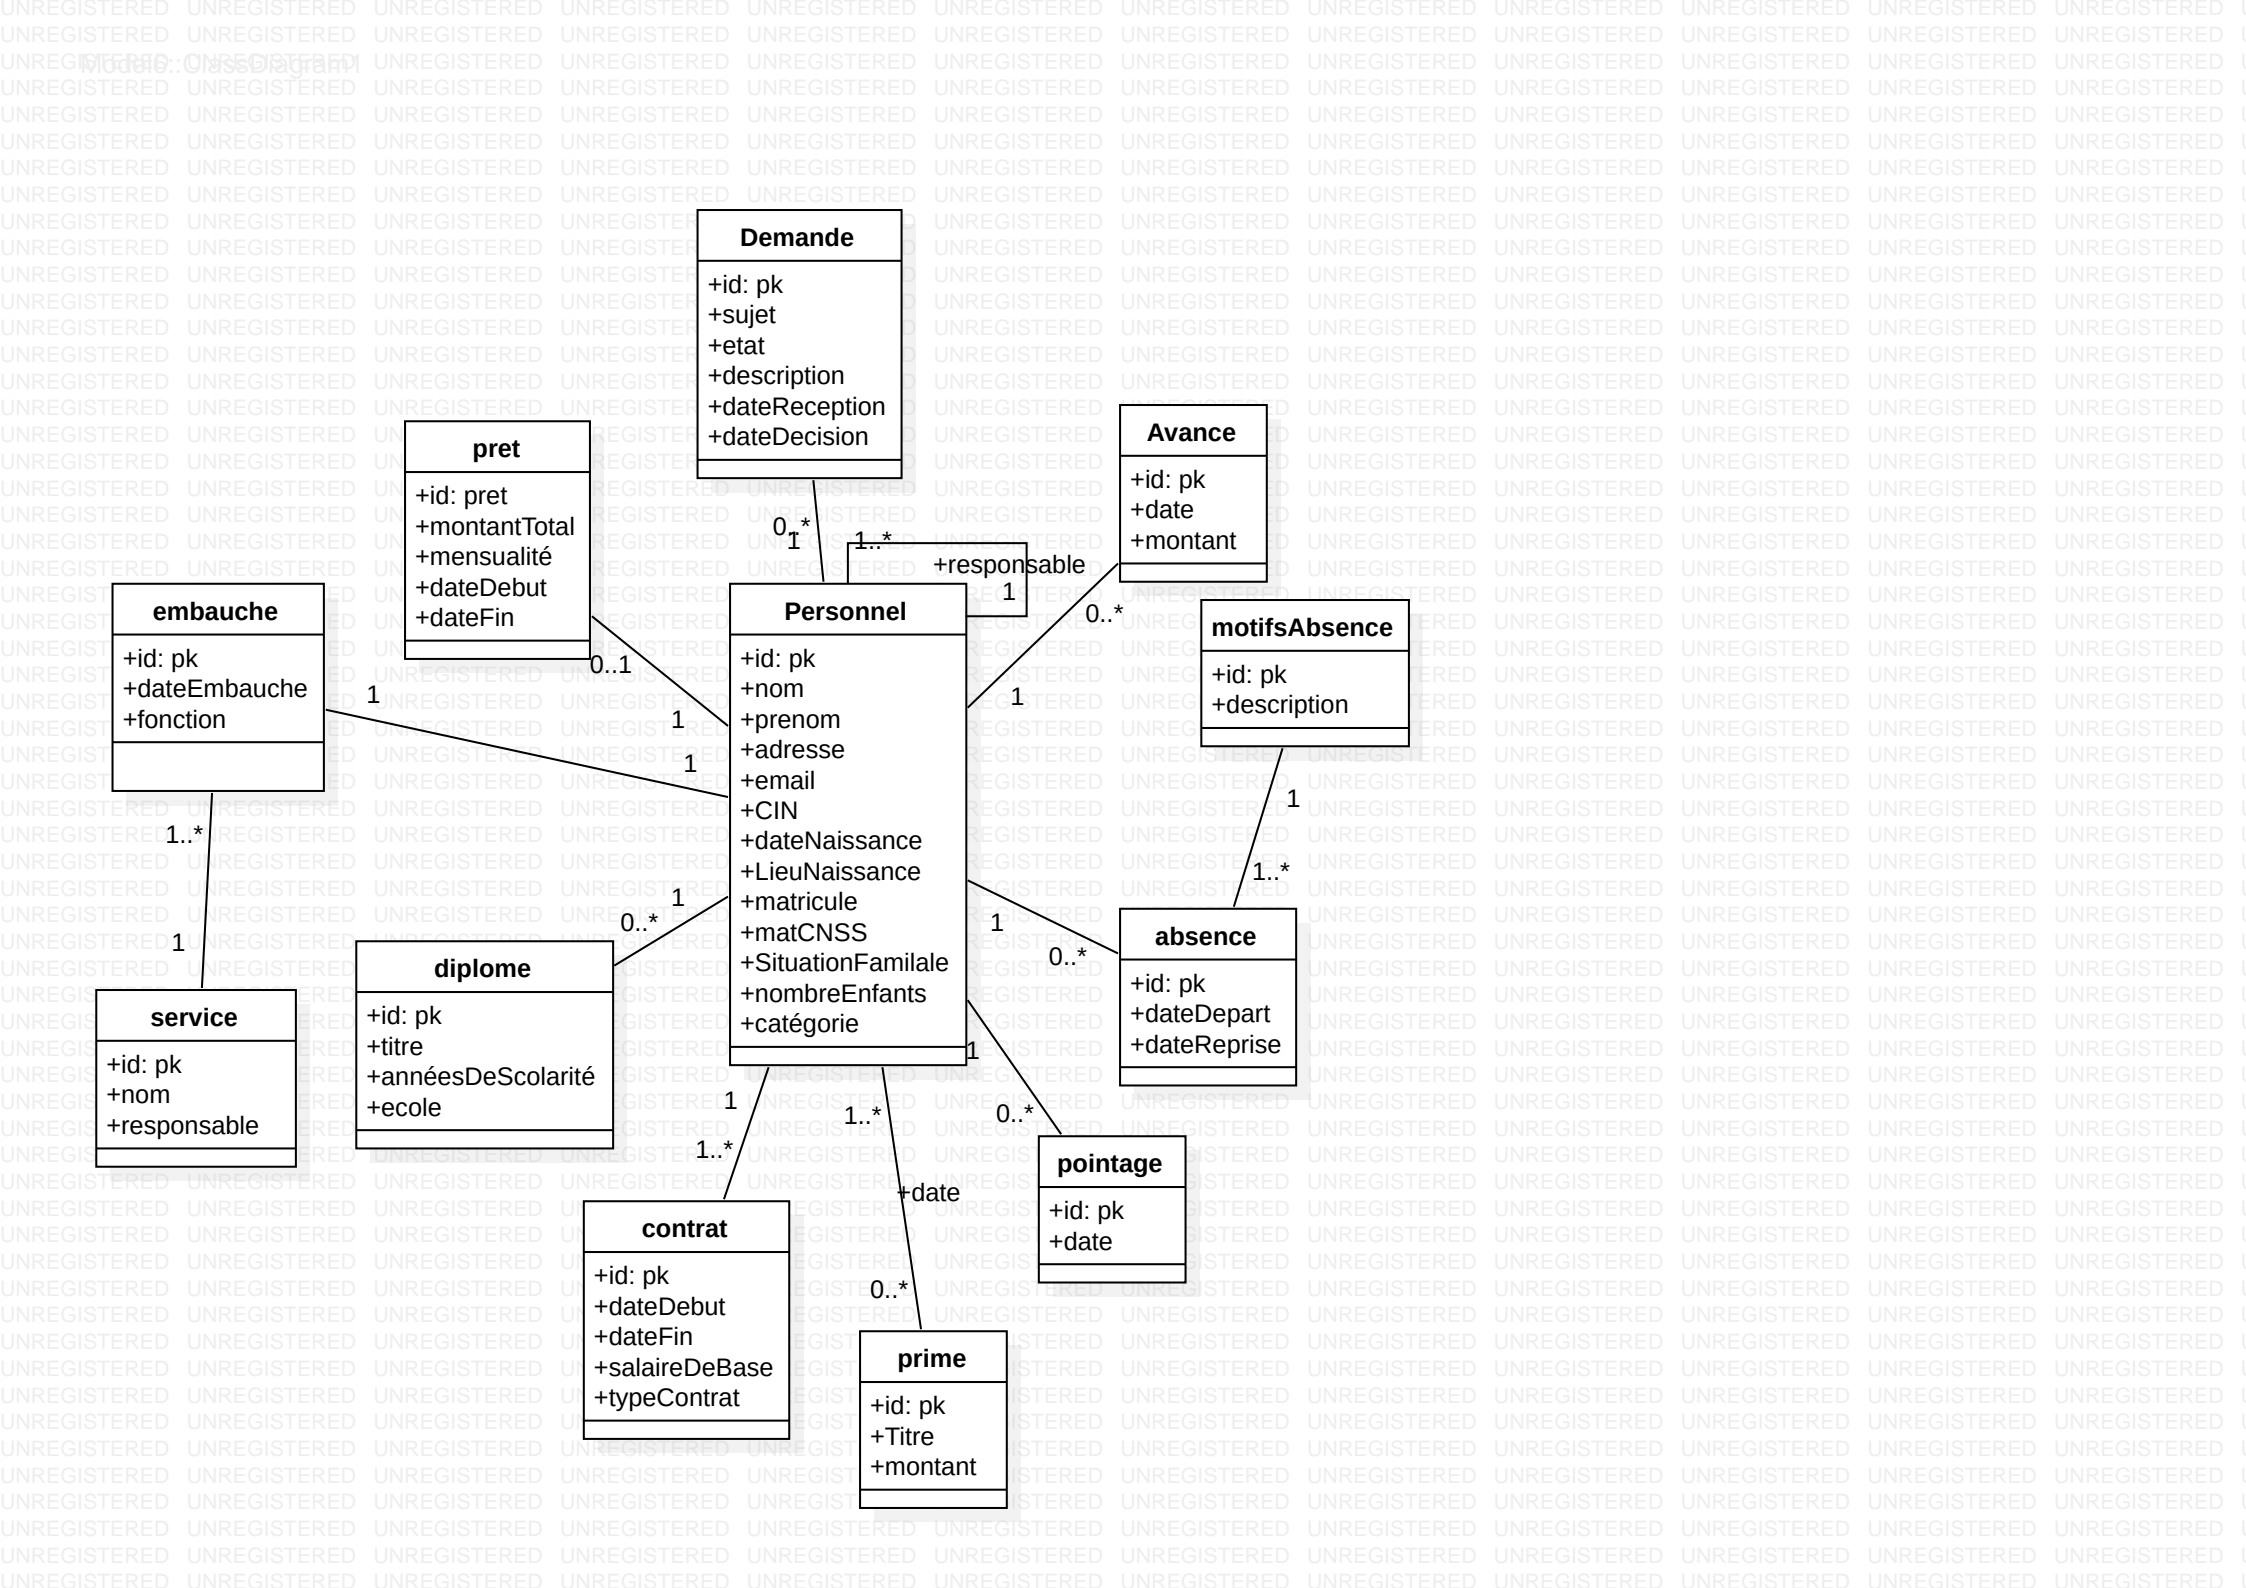 Modele::ClassDiagram1
Demande
+id: pk
+sujet
+etat
+description
+dateReception
+dateDecision
0..*
1
1..*
+responsable
1
pret
+id: pret
+montantTotal
+mensualité
+dateDebut
+dateFin
0..1
1
Avance
+id: pk
+date
+montant
0..*
1
embauche
+id: pk
+dateEmbauche
+fonction
1
1
1..*
1
motifsAbsence
+id: pk
+description
1
1..*
Personnel
+id: pk
+nom
+prenom
+adresse
+email
+CIN
+dateNaissance
+LieuNaissance
+matricule
+matCNSS
+SituationFamilale
+nombreEnfants
+catégorie
1
0..*
1
0..*
absence
+id: pk
+dateDepart
+dateReprise
diplome
+id: pk
+titre
+annéesDeScolarité
+ecole
service
+id: pk
+nom
+responsable
1
0..*
1
1..*
1..*
+date
0..*
pointage
+id: pk
+date
contrat
+id: pk
+dateDebut
+dateFin
+salaireDeBase
+typeContrat
prime
+id: pk
+Titre
+montant